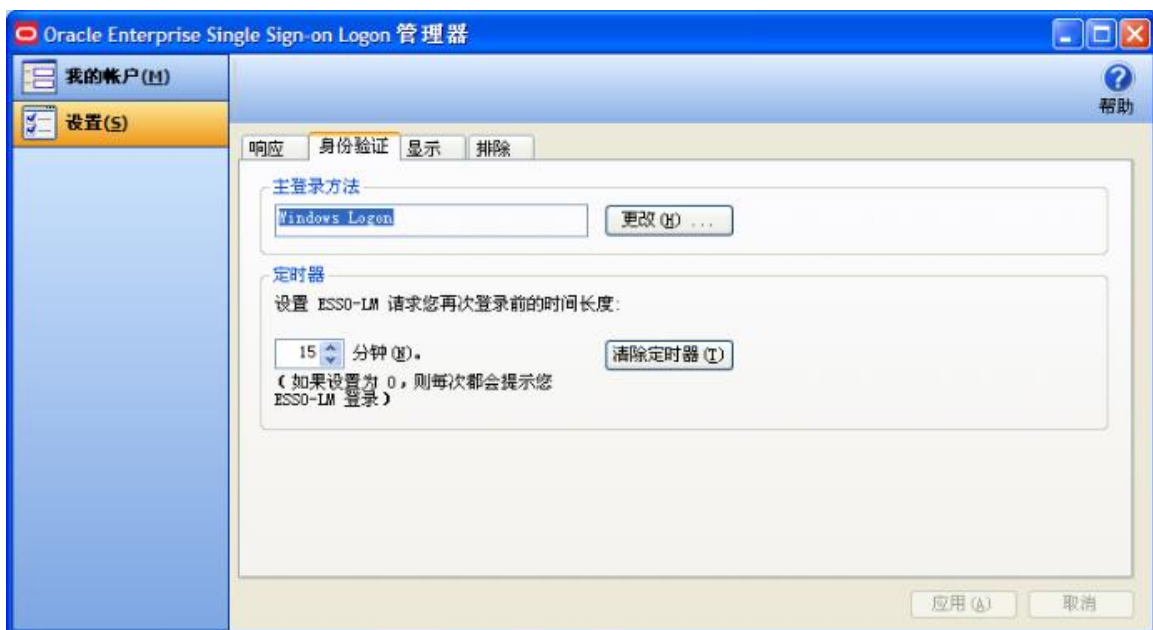 Oracle Enterprise Single Sign-on Logon 管理器
我的帐户(M)
设置(S)
帮助
响应 身份验证 显示 排除
主登录方法
Windows Logon
更改(H) ...
定时器
设置 ESSO-LM 请求您再次登录前的时间长度:
15 分钟(N)。
清除定时器(T)
(如果设置为 0，则每次都会提示您
ESSO-LM 登录)
应用(A) 取消